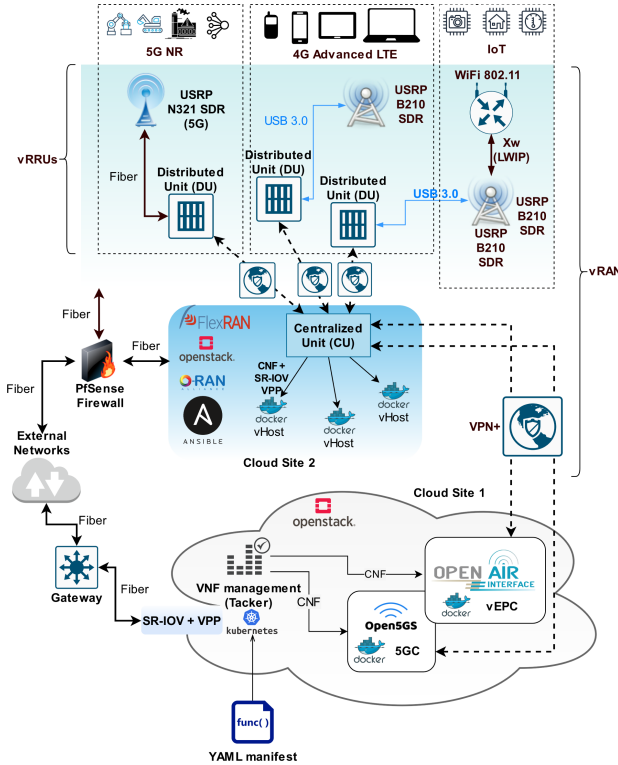 5G NR
4G Advanced LTE
IoT
USRP
N321 SDR
(5G)
USB 3.0
USRP
B210
SDR
WiFi 802.11
Xw
(LWIP)
vRRUs
Fiber
Distributed
Unit (DU)
Distributed
Unit (DU)
Distributed
Unit (DU)
USB 3.0
USRP
B210
SDR
USRP
B210
SDR
vRAN
Fiber
FlexRAN
openstack.
O-RAN
ALLIANCE
ANSIBLE
Centralized
Unit (CU)
CNF +
SR-IOV
VPP
docker
vHost
docker
vHost
docker
vHost
Cloud Site 2
Fiber
Fiber
PfSense
Firewall
VPN+
External
Networks
Fiber
Gateway
Fiber
SR-IOV + VPP
Cloud Site 1
openstack.
VNF management
(Tacker)
kubernetes
CNF
CNF
OPEN AIR
INTERFACE
docker
vEPC
Open5GS
docker
5GC
func( )
YAML manifest